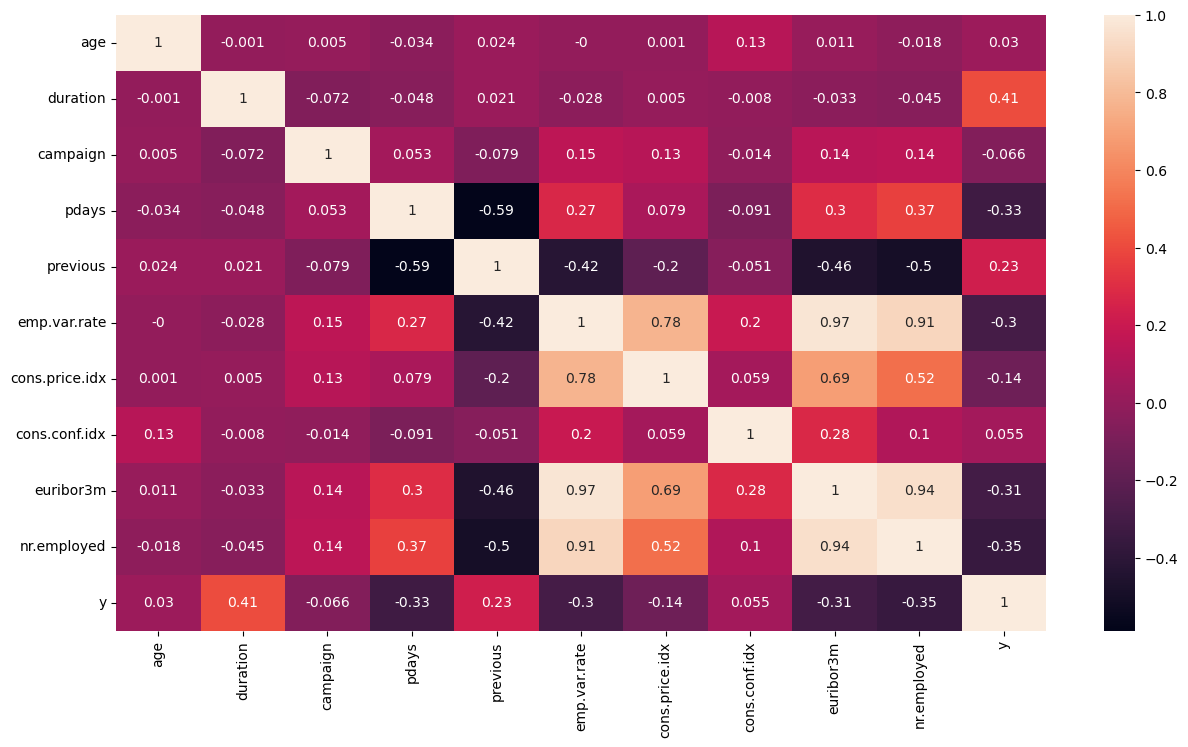 age 1 -0.001 0.005 -0.034 0.024 -0 0.001 0.13 0.011 -0.018 0.03
duration -0.001 1 -0.072 -0.048 0.021 -0.028 0.005 -0.008 -0.033 -0.045 0.41
campaign 0.005 -0.072 1 0.053 -0.079 0.15 0.13 -0.014 0.14 0.14 -0.066
pdays -0.034 -0.048 0.053 1 -0.59 0.27 0.079 -0.091 0.3 0.37 -0.33
previous 0.024 0.021 -0.079 -0.59 1 -0.42 -0.2 -0.051 -0.46 -0.5 0.23
emp.var.rate -0 -0.028 0.15 0.27 -0.42 1 0.78 0.2 0.97 0.91 -0.3
cons.price.idx 0.001 0.005 0.13 0.079 -0.2 0.78 1 0.059 0.69 0.52 -0.14
cons.conf.idx 0.13 -0.008 -0.014 -0.091 -0.051 0.2 0.059 1 0.28 0.1 0.055
euribor3m 0.011 -0.033 0.14 0.3 -0.46 0.97 0.69 0.28 1 0.94 -0.31
nr.employed -0.018 -0.045 0.14 0.37 -0.5 0.91 0.52 0.1 0.94 1 -0.35
y 0.03 0.41 -0.066 -0.33 0.23 -0.3 -0.14 0.055 -0.31 -0.35 1
age duration campaign pdays previous emp.var.rate cons.price.idx cons.conf.idx euribor3m nr.employed y
1.0
0.8
0.6
0.4
0.2
0.0
−0.2
−0.4